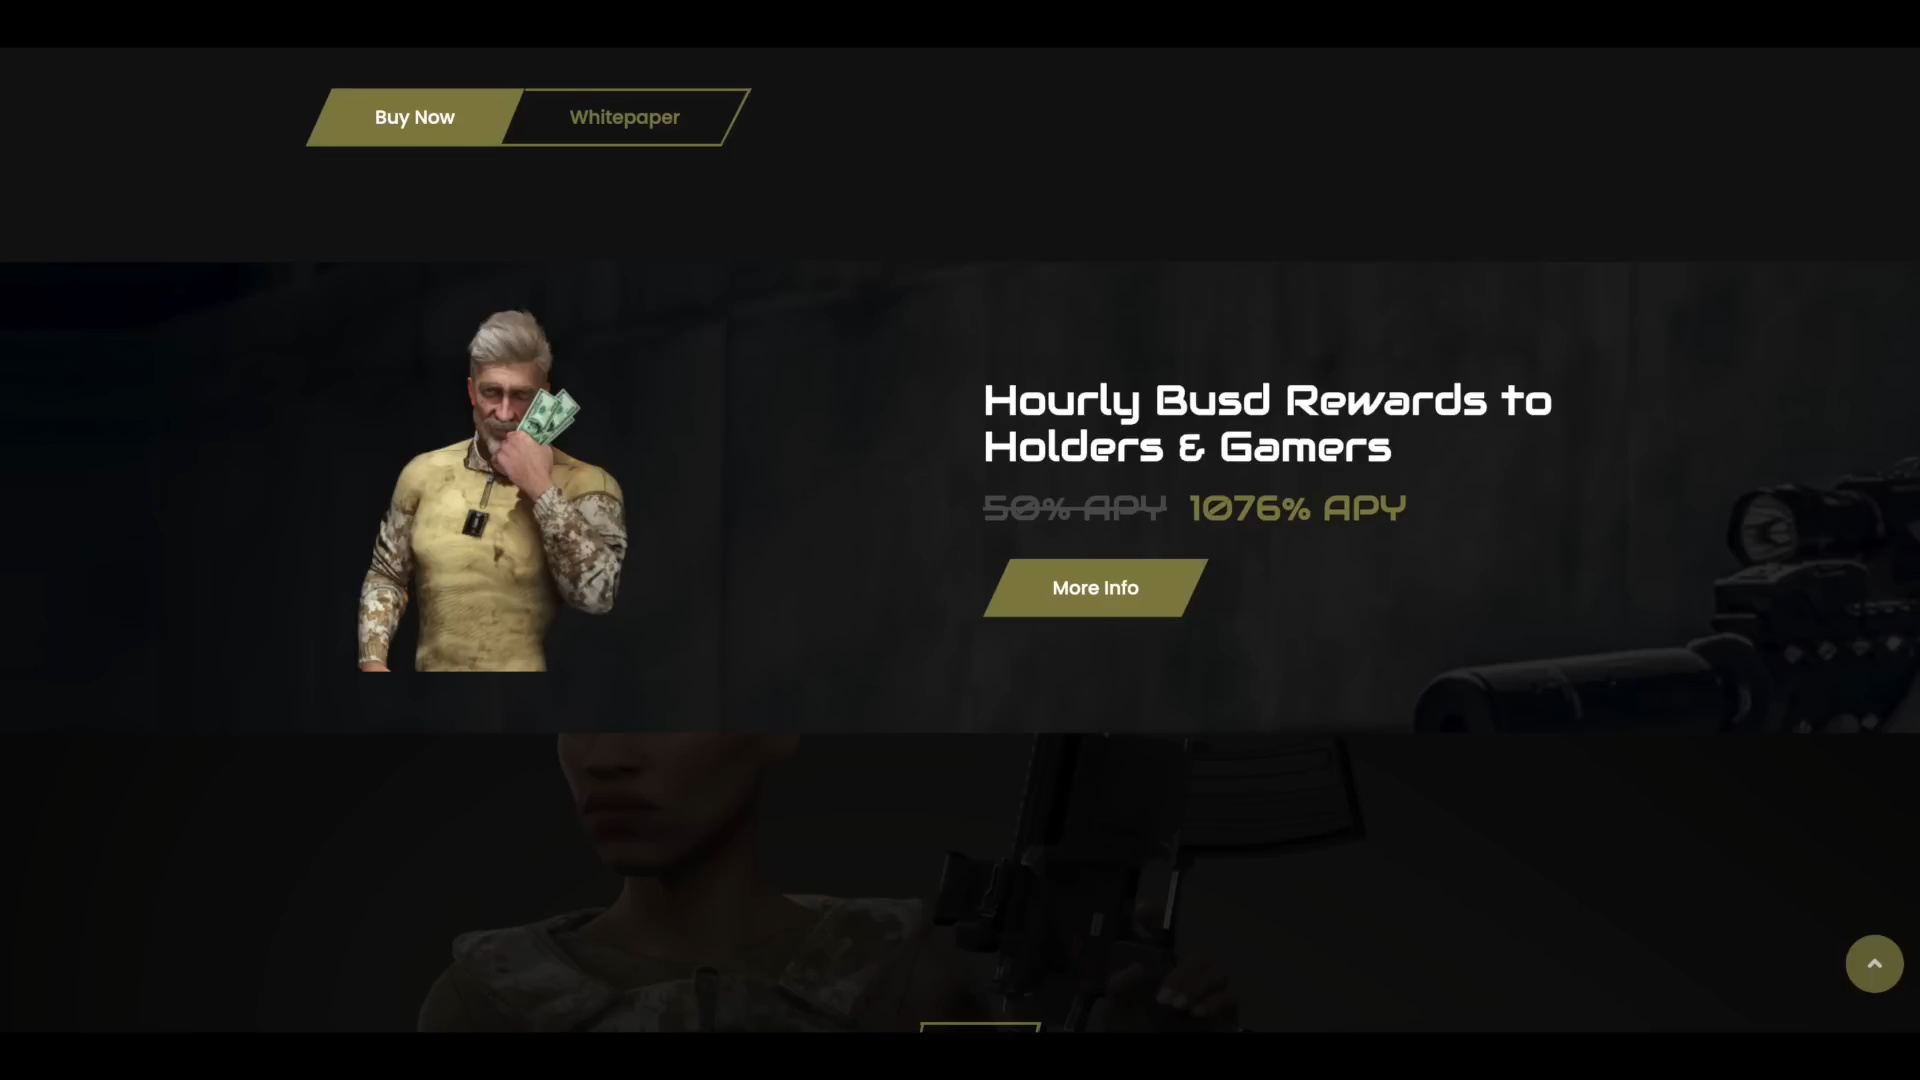 Buy Now
Whitepaper
Hourly Busd Rewards to
Holders & Gamers
50% APY 1076% APY
More Info